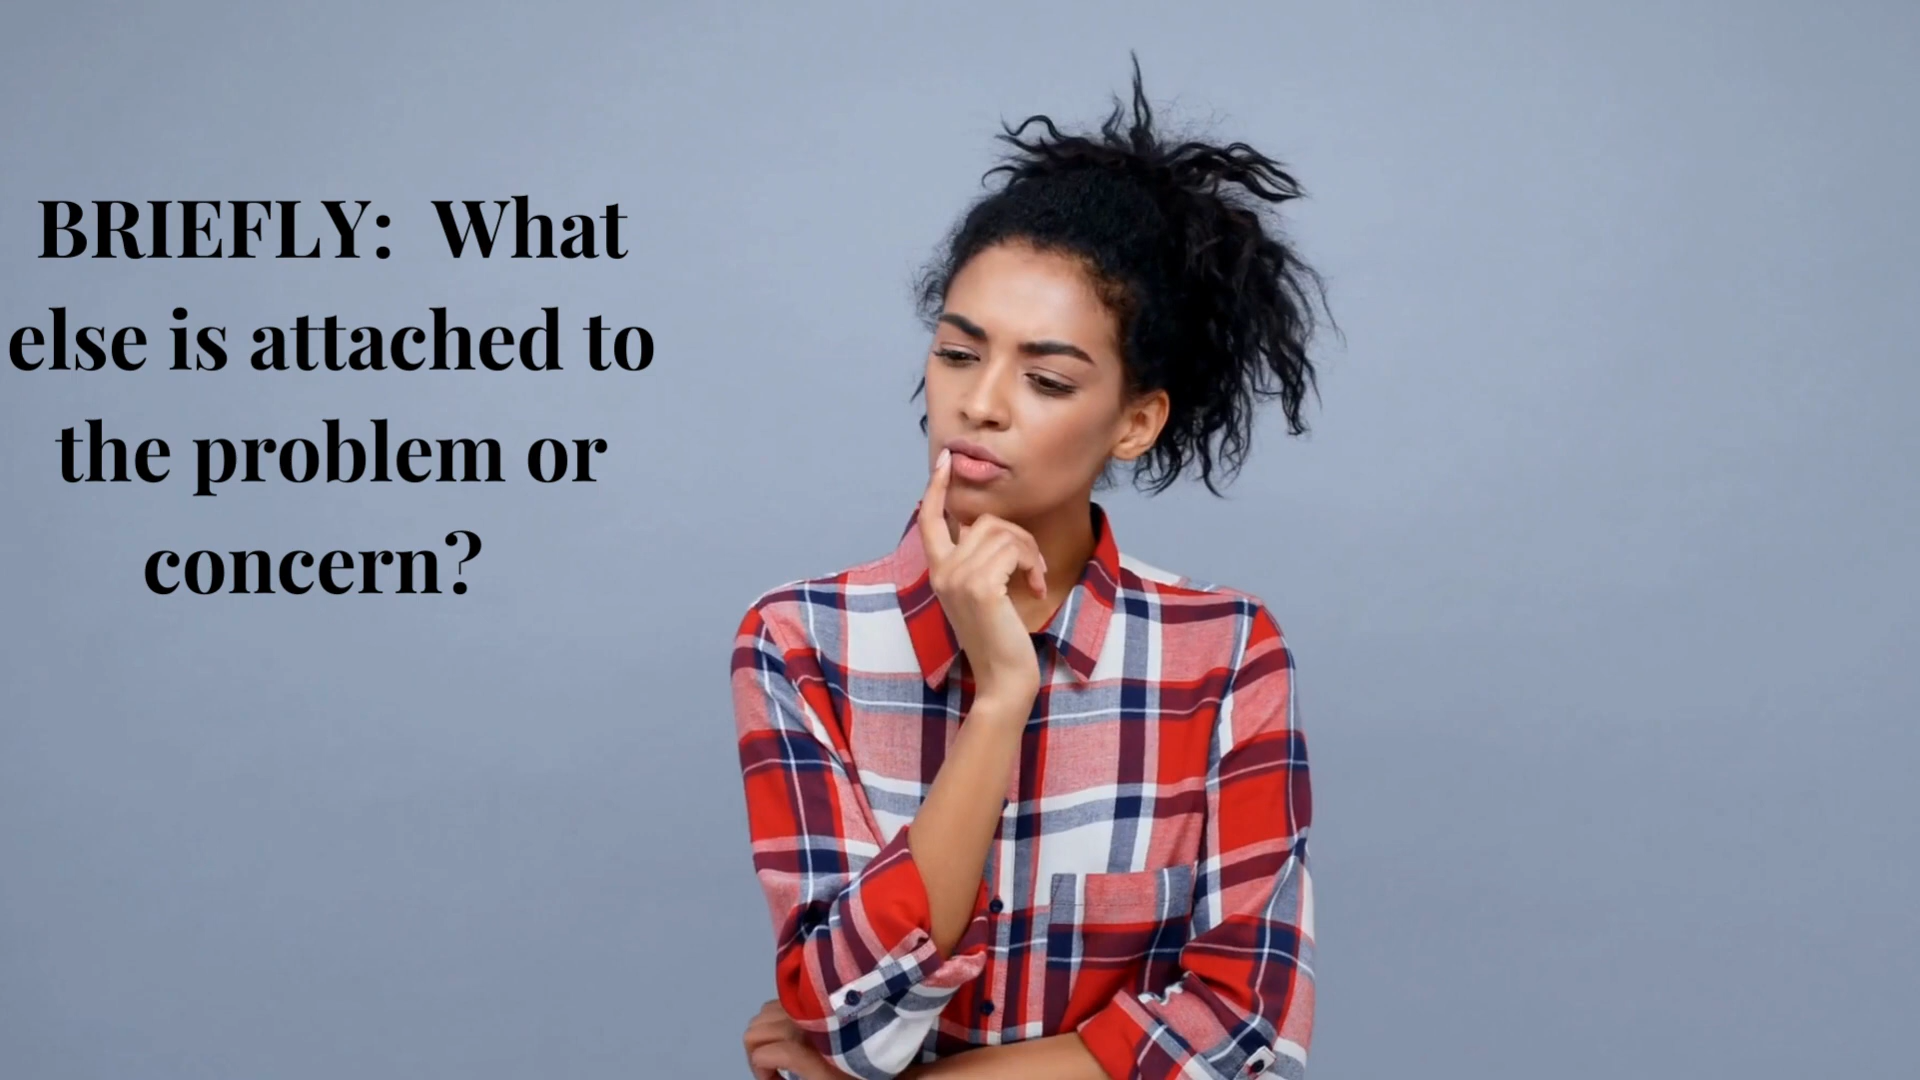 BRIEFLY:  What
else is attached to
the problem or
concern?